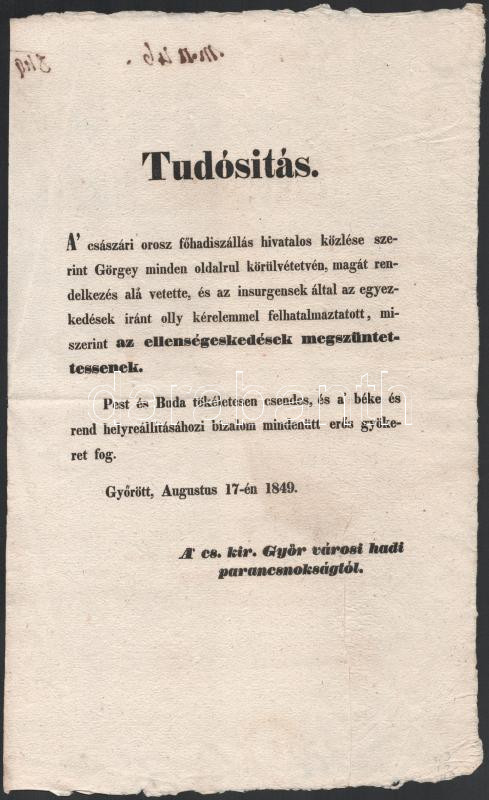 Tudósitás.
A' császári orosz főhadiszállás hivatalos közlése sze-
rint Görgey minden oldalrul körülvétetvén, magát ren-
delkezés alá vetette, és az insurgensek által az egyez-
kedések iránt olly kérelemmel felhatalmaztatott, mi-
szerint az ellenségeskedések megszüntet-
tessenek.
Pest és Buda tökéletesen csendes, és a' béke és
rend helyreállításáhozi bizalom mindenütt erős gyöke-
ret fog.
Győrött, Augustus 17-én 1849.
A' cs. kir. Győr városi hadi
parancsnokságtól.